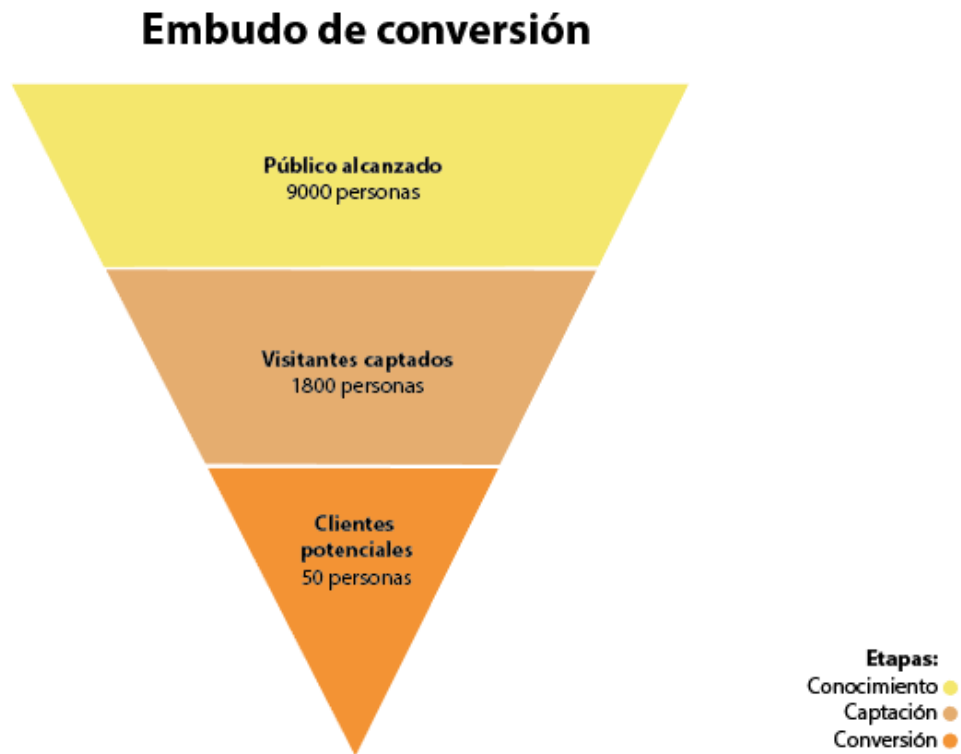 Embudo de conversión
Público alcanzado
9000 personas
Visitantes captados
1800 personas
Clientes
potenciales
50 personas
Etapas:
Conocimiento
Captación
Conversión